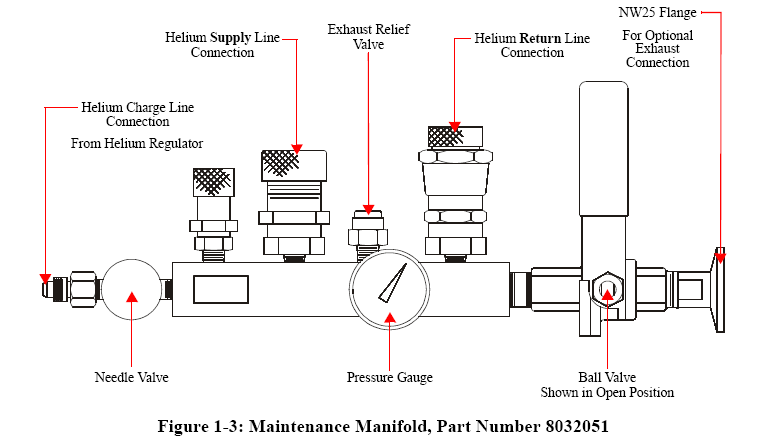 NW25 Flange
For Optional
Exhaust
Connection
Helium Supply Line
Connection
Exhaust Relief
Valve
Helium Return Line
Connection
Helium Charge Line
Connection
From Helium Regulator
Needle Valve
Pressure Gauge
Ball Valve
Shown in Open Position
Figure 1-3: Maintenance Manifold, Part Number 8032051